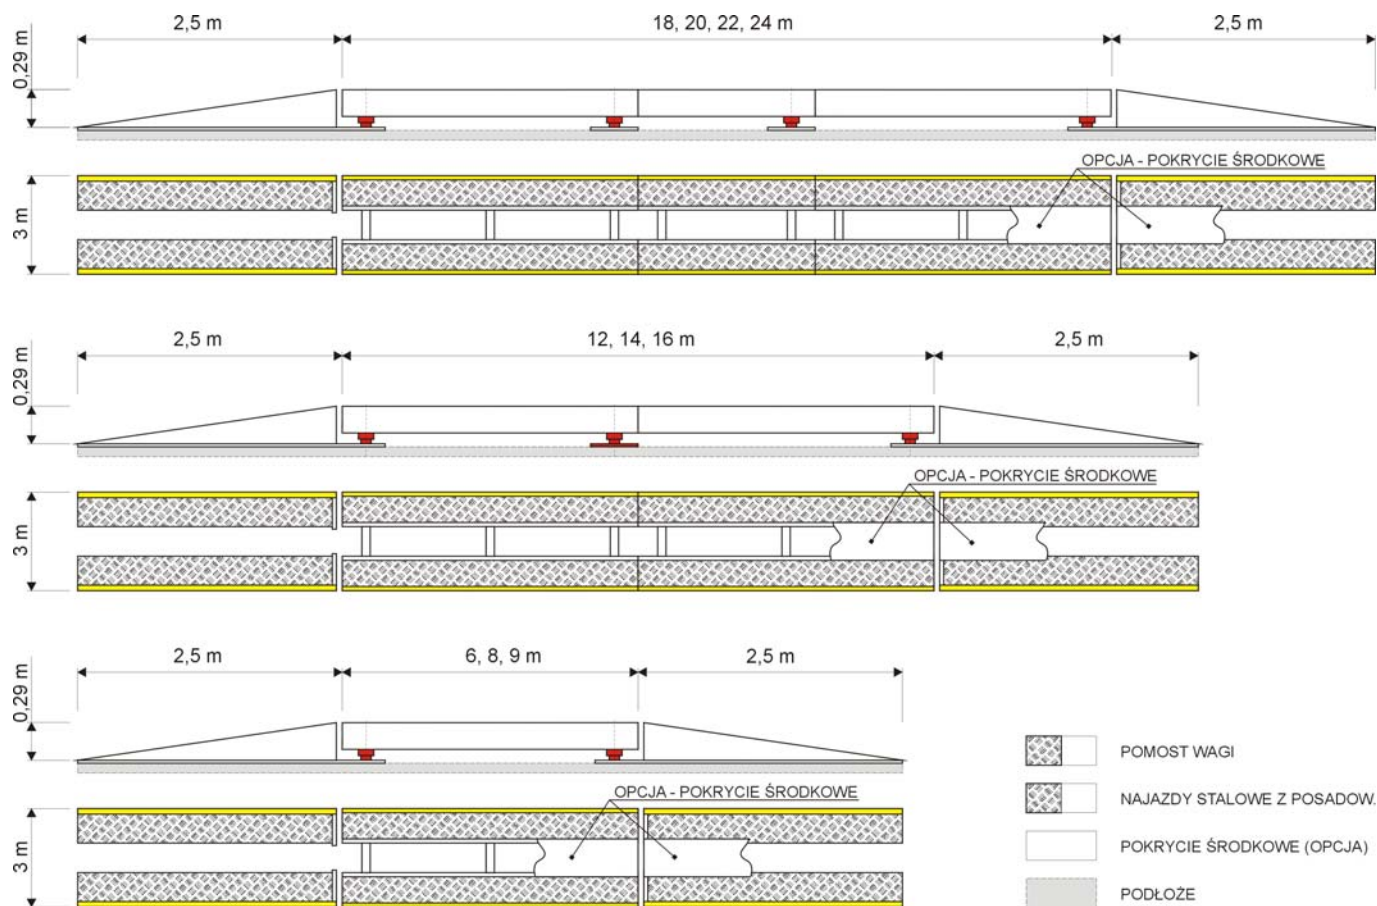 2,5 m
18, 20, 22, 24 m
2,5 m
0,29 m
OPCJA - POKRYCIE ŚRODKOWE
3 m
2,5 m
12, 14, 16 m
2,5 m
0,29 m
OPCJA - POKRYCIE ŚRODKOWE
3 m
2,5 m
6, 8, 9 m
2,5 m
0,29 m
OPCJA - POKRYCIE ŚRODKOWE
3 m
POMOST WAGI
NAJAZDY STALOWE Z POSADOW.
POKRYCIE ŚRODKOWE (OPCJA)
PODŁOŻE